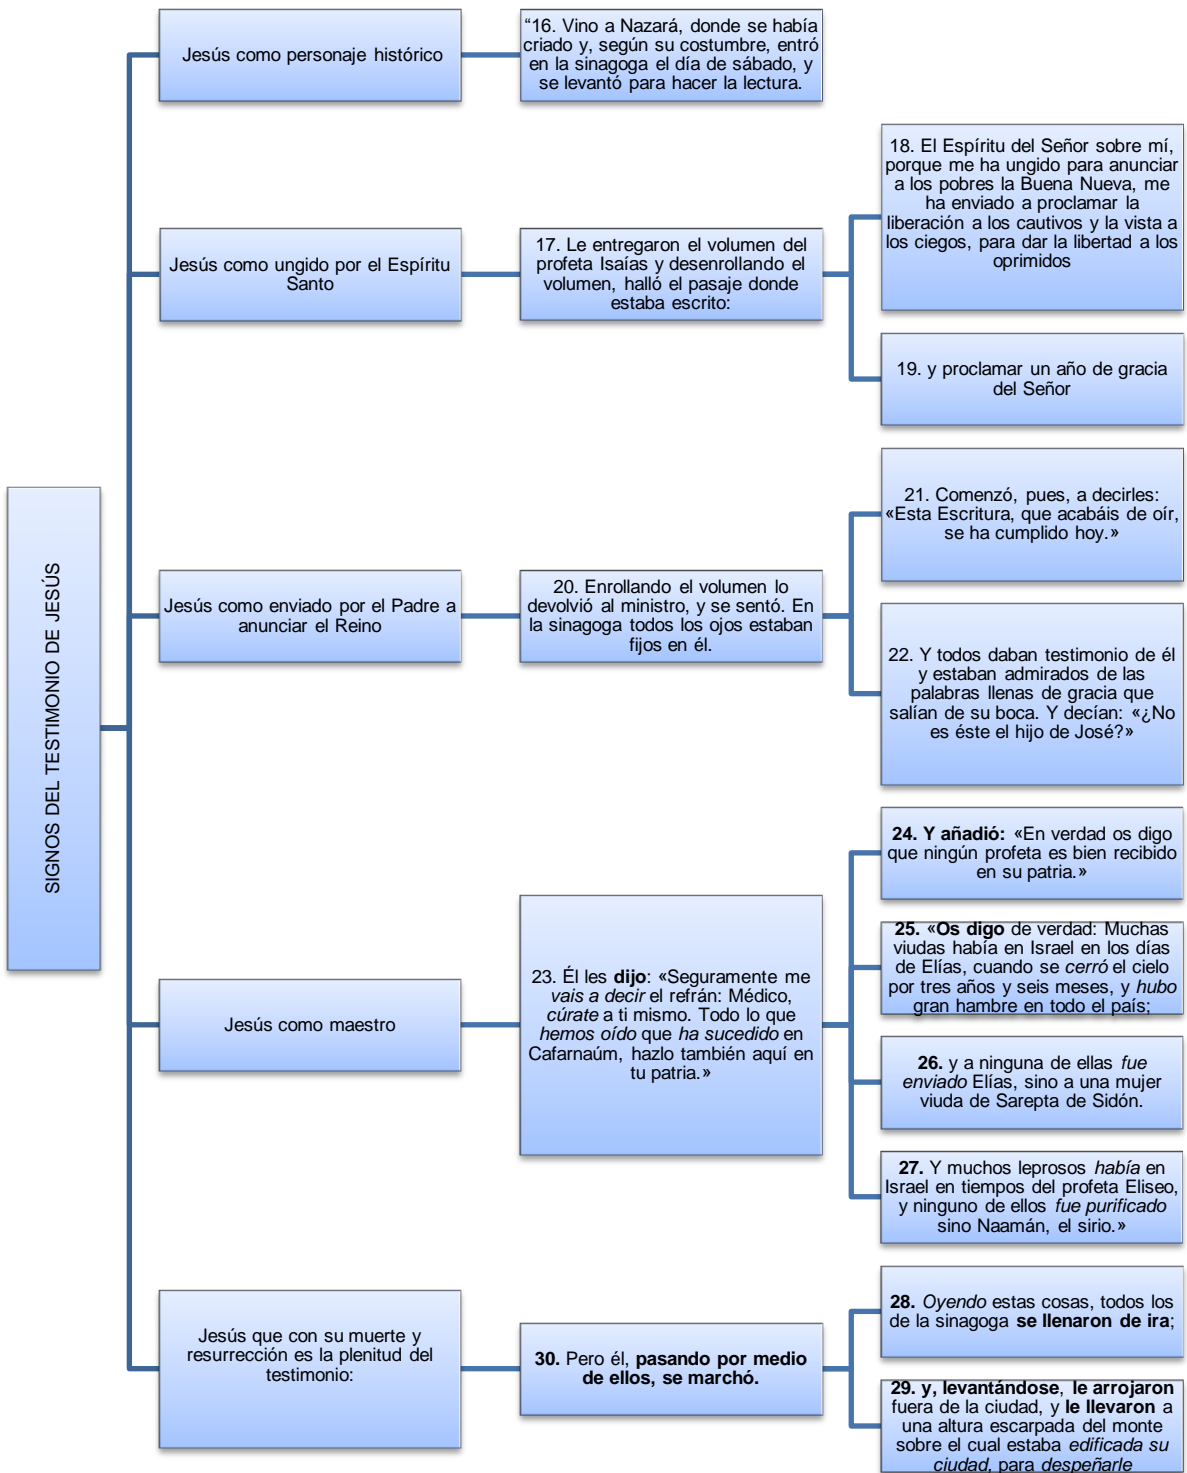 SIGNOS DEL TESTIMONIO DE JESÚS
Jesús como personaje histórico
“16. Vino a Nazará, donde se había
criado y, según su costumbre, entró
en la sinagoga el día de sábado, y
se levantó para hacer la lectura.
Jesús como ungido por el Espíritu
Santo
17. Le entregaron el volumen del
profeta Isaías y desenrollando el
volumen, halló el pasaje donde
estaba escrito:
18. El Espíritu del Señor sobre mí,
porque me ha ungido para anunciar
a los pobres la Buena Nueva, me
ha enviado a proclamar la
liberación a los cautivos y la vista a
los ciegos, para dar la libertad a los
oprimidos
19. y proclamar un año de gracia
del Señor
Jesús como enviado por el Padre a
anunciar el Reino
20. Enrollando el volumen lo
devolvió al ministro, y se sentó. En
la sinagoga todos los ojos estaban
fijos en él.
21. Comenzó, pues, a decirles:
«Esta Escritura, que acabáis de oír,
se ha cumplido hoy.»
22. Y todos daban testimonio de él
y estaban admirados de las
palabras llenas de gracia que
salían de su boca. Y decían: «¿No
es éste el hijo de José?»
Jesús como maestro
23. Él les dijo: «Seguramente me
vais a decir el refrán: Médico,
cúrate a ti mismo. Todo lo que
hemos oído que ha sucedido en
Cafarnaúm, hazlo también aquí en
tu patria.»
24. Y añadió: «En verdad os digo
que ningún profeta es bien recibido
en su patria.»
25. «Os digo de verdad: Muchas
viudas había en Israel en los días
de Elías, cuando se cerró el cielo
por tres años y seis meses, y hubo
gran hambre en todo el país;
26. y a ninguna de ellas fue
enviado Elías, sino a una mujer
viuda de Sarepta de Sidón.
27. Y muchos leprosos había en
Israel en tiempos del profeta Eliseo,
y ninguno de ellos fue purificado
sino Naamán, el sirio.»
Jesús que con su muerte y
resurrección es la plenitud del
testimonio:
30. Pero él, pasando por medio
de ellos, se marchó.
28. Oyendo estas cosas, todos los
de la sinagoga se llenaron de ira;
29. y, levantándose, le arrojaron
fuera de la ciudad, y le llevaron a
una altura escarpada del monte
sobre el cual estaba edificada su
ciudad, para despeñarle